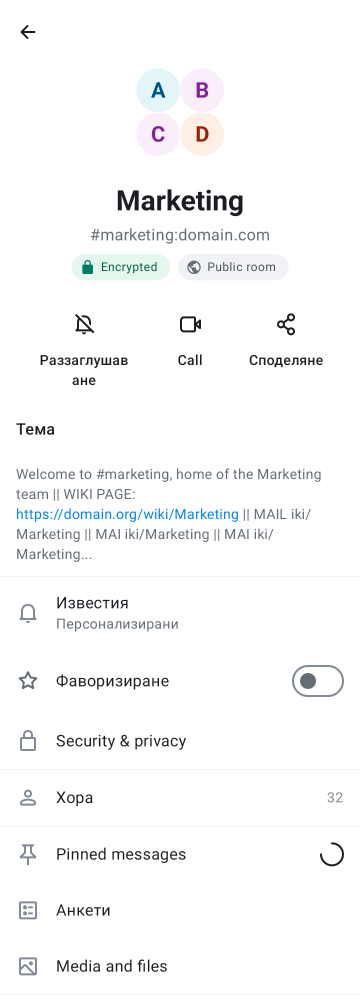 A B
C D
Marketing
#marketing:domain.com
Encrypted Public room
Раззаглушав
ане
Call
Споделяне
Тема
Welcome to #marketing, home of the Marketing
team || WIKI PAGE:
https://domain.org/wiki/Marketing || MAIL iki/
Marketing || MAI iki/Marketing || MAI iki/
Marketing...
Известия
Персонализирани
Фаворизиране
Security & privacy
Хора 32
Pinned messages
Анкети
Media and files